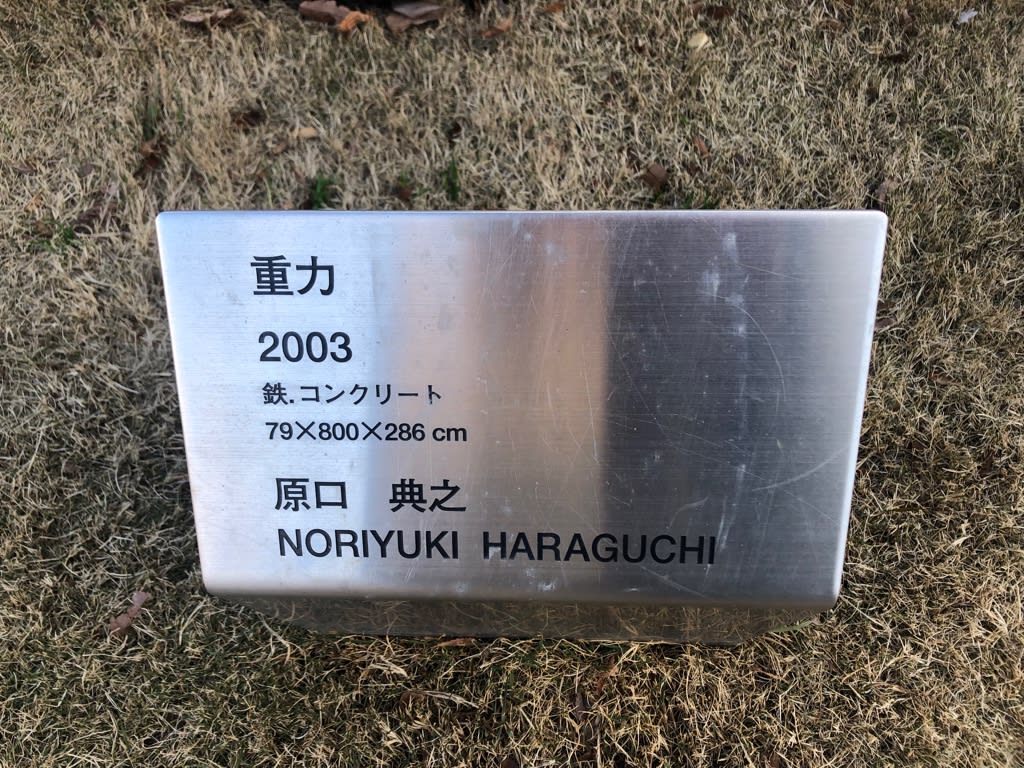 重力
2003
鉄.コンクリート
79×800×286 cm
原口　典之
NORIYUKI HARAGUCHI